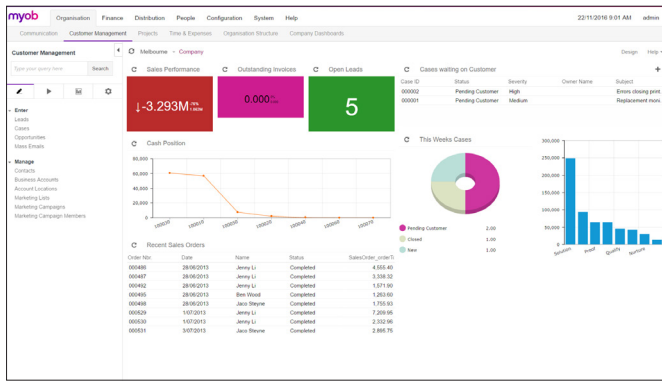 myob Organisation Finance Distribution People Configuration System Help 22/11/2016 9:01 AM admin
Communication Customer Management Projects Time & Expenses Organisation Structure Company Dashboards
Customer Management
Melbourne - Company Design Help
Type your query here Search
Enter
Leads
Cases
Opportunities
Mass Emails
Manage
Contacts
Business Accounts
Account Locations
Marketing Lists
Marketing Campaigns
Marketing Campaign Members
Sales Performance
↓-3.293M
Outstanding Invoices
0.000
Open Leads
5
Cases waiting on Customer
Case ID Status Severity Owner Name Subject
000002 Pending Customer High Errors closing print
000001 Pending Customer Medium Replacement mon
Cash Position
80,000
60,000
40,000
20,000
0
This Weeks Cases
Pending Customer 2.00
Closed 1.00
New 1.00
300,000
250,000
200,000
150,000
100,000
50,000
0
Solution Proof Qualify Nurture
Recent Sales Orders
Order Nbr. Date Name Status SalesOrder_orderT
000486 28/06/2013 Jenny Li Completed 4,555.40
000487 28/06/2013 Jenny Li Completed 3,338.32
000492 28/06/2013 Jenny Li Completed 1,571.90
000495 28/06/2013 Ben Wood Completed 1,263.60
000498 28/06/2013 Jaco Steyne Completed 1,755.93
000529 1/07/2013 Jenny Li Completed 7,209.95
000530 1/07/2013 Jenny Li Completed 2,332.96
000531 3/07/2013 Jaco Steyne Completed 2,895.75